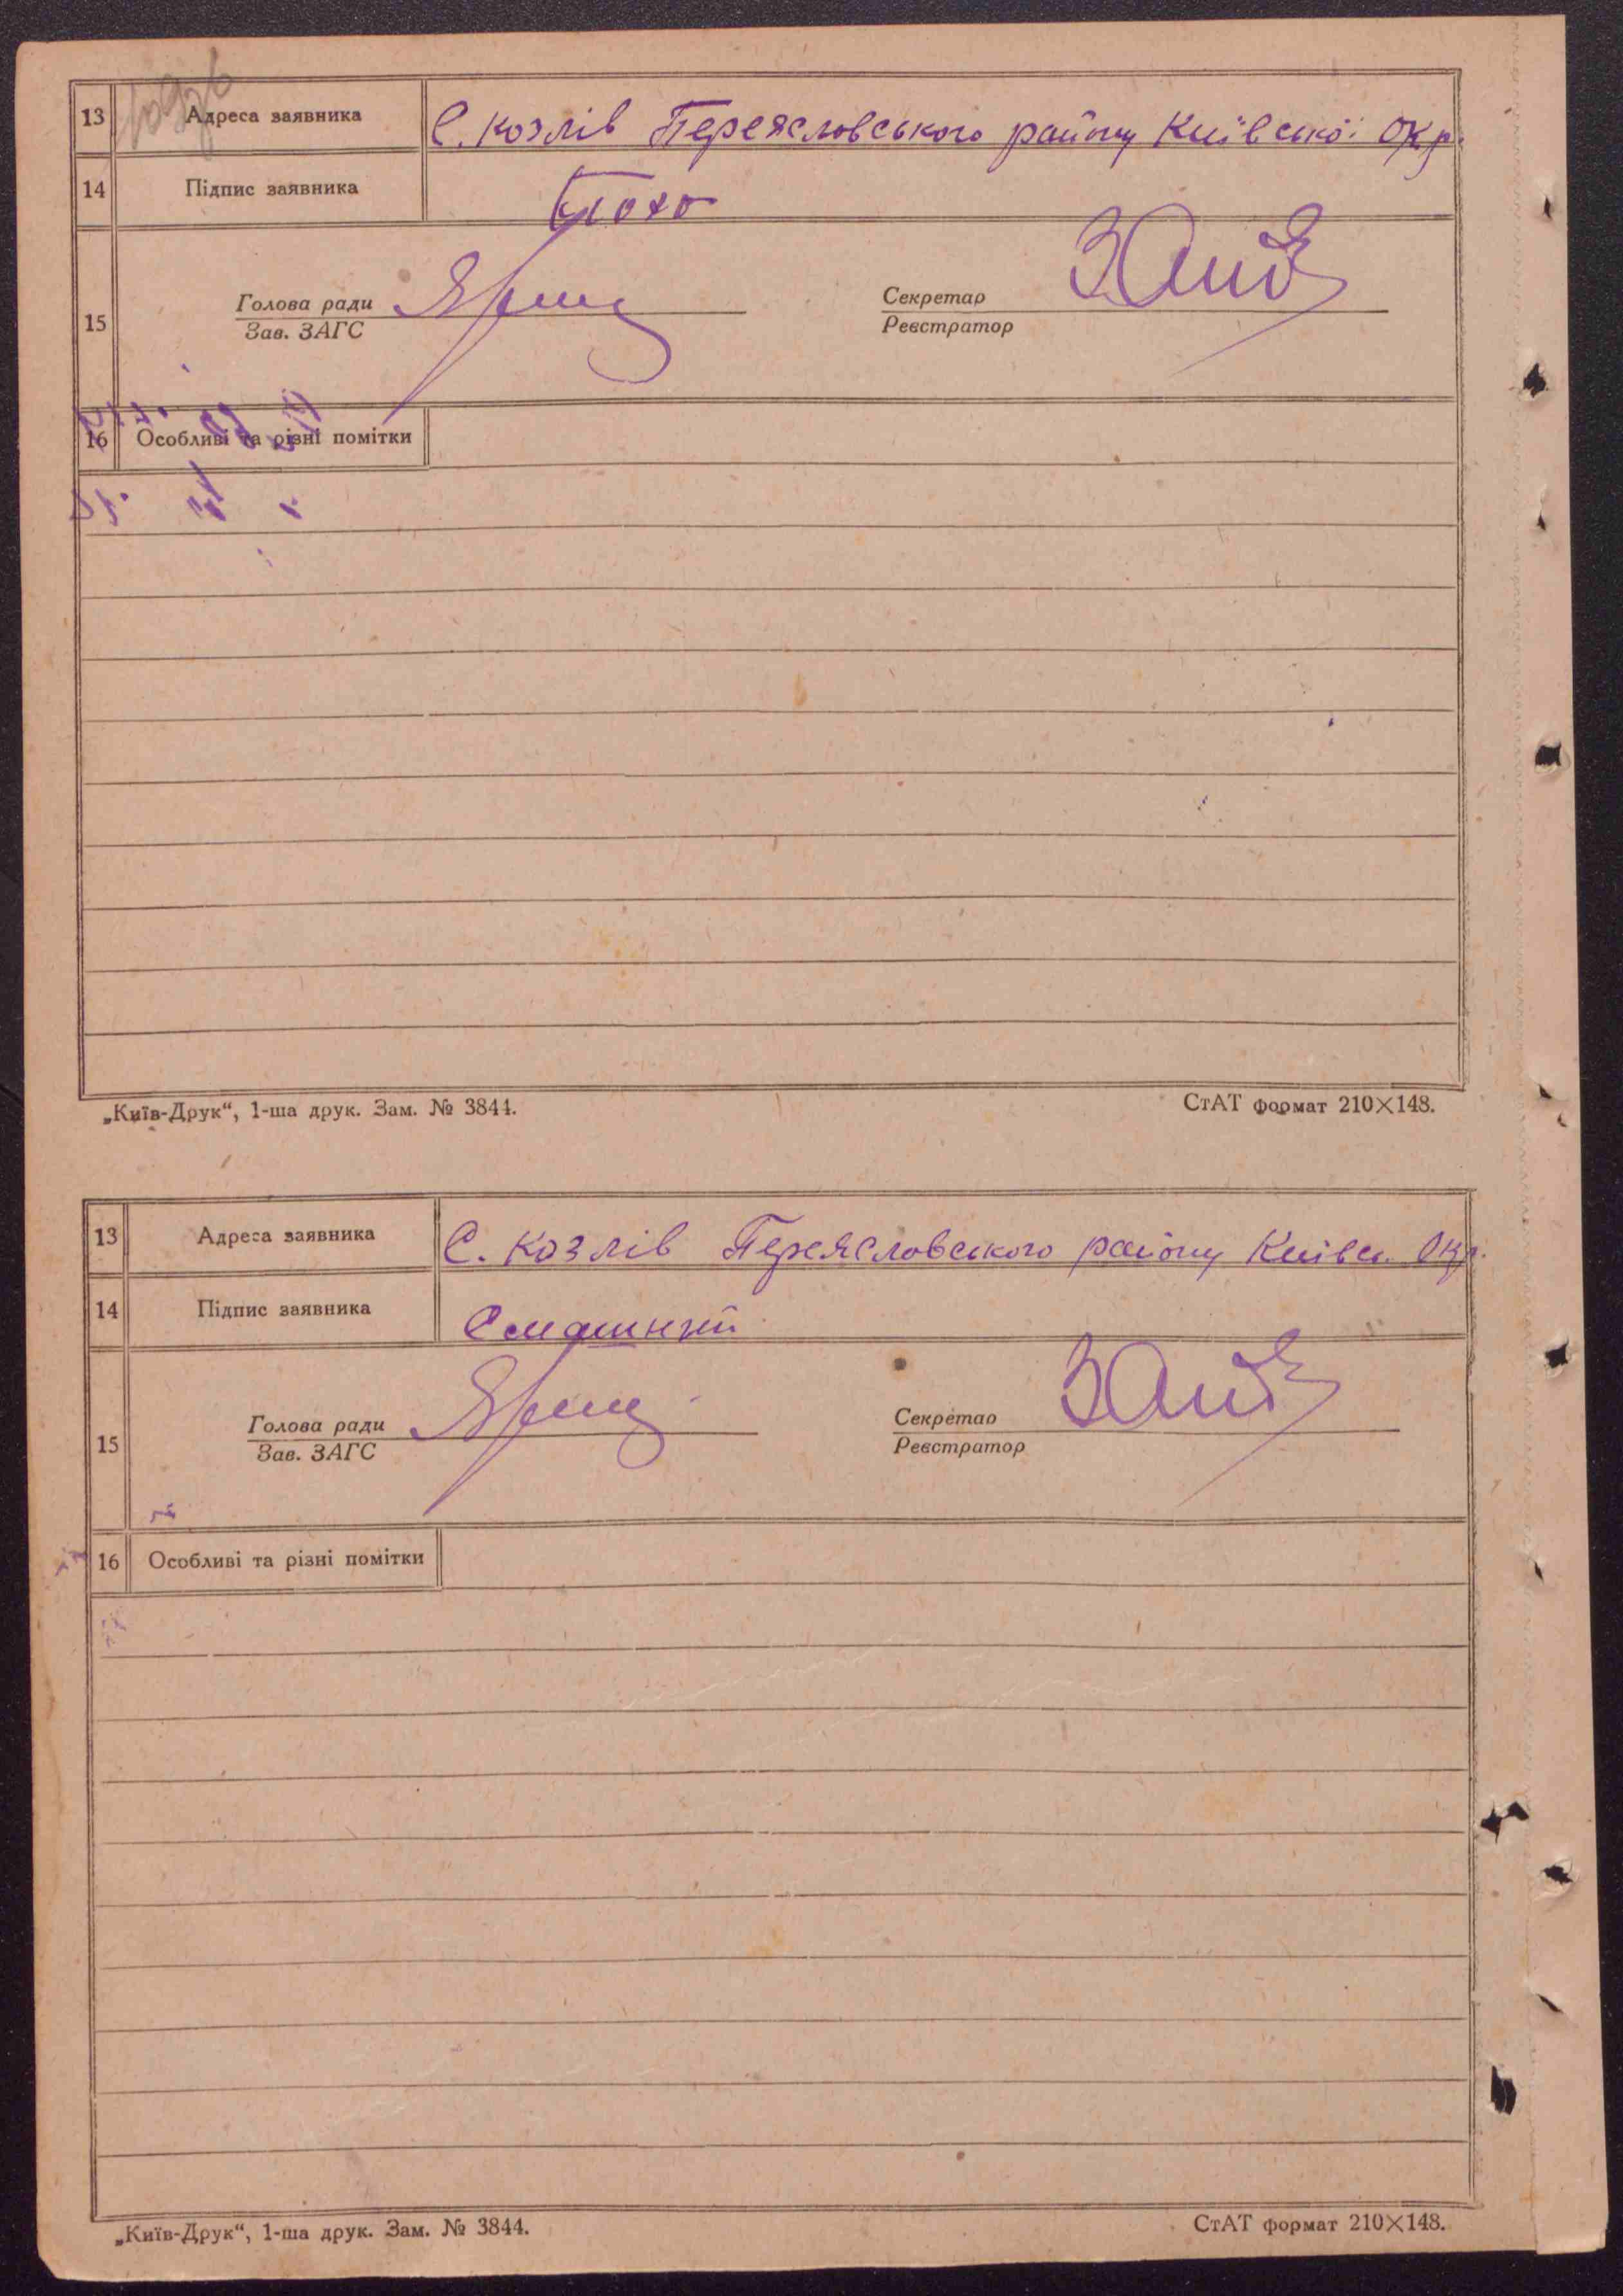 13 Адреса заявника С. Козлів Переясловського району Київської Окр.
14 Підпис заявника
15 Голова ради Секретар
Зав. ЗАГС Реєстратор
16 Особливі та різні помітки
„Київ-Друк“, 1-ша друк. Зам. № 3844. СтАТ формат 210×148.
13 Адреса заявника С. Козлів Переясловського району Київськ. Окр.
14 Підпис заявника
15 Голова ради Секретар
Зав. ЗАГС Реєстратор
16 Особливі та різні помітки
„Київ-Друк“, 1-ша друк. Зам. № 3844. СтАТ формат 210×148.